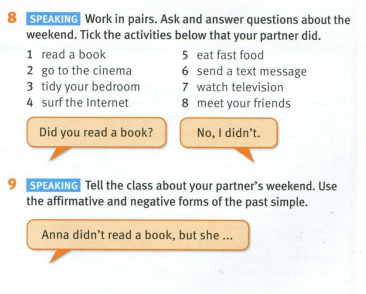 8 SPEAKING Work in pairs. Ask and answer questions about the
weekend. Tick the activities below that your partner did.
1 read a book
2 go to the cinema
3 tidy your bedroom
4 surf the Internet
5 eat fast food
6 send a text message
7 watch television
8 meet your friends
Did you read a book?
No, I didn't.
9 SPEAKING Tell the class about your partner's weekend. Use
the affirmative and negative forms of the past simple.
Anna didn't read a book, but she ...